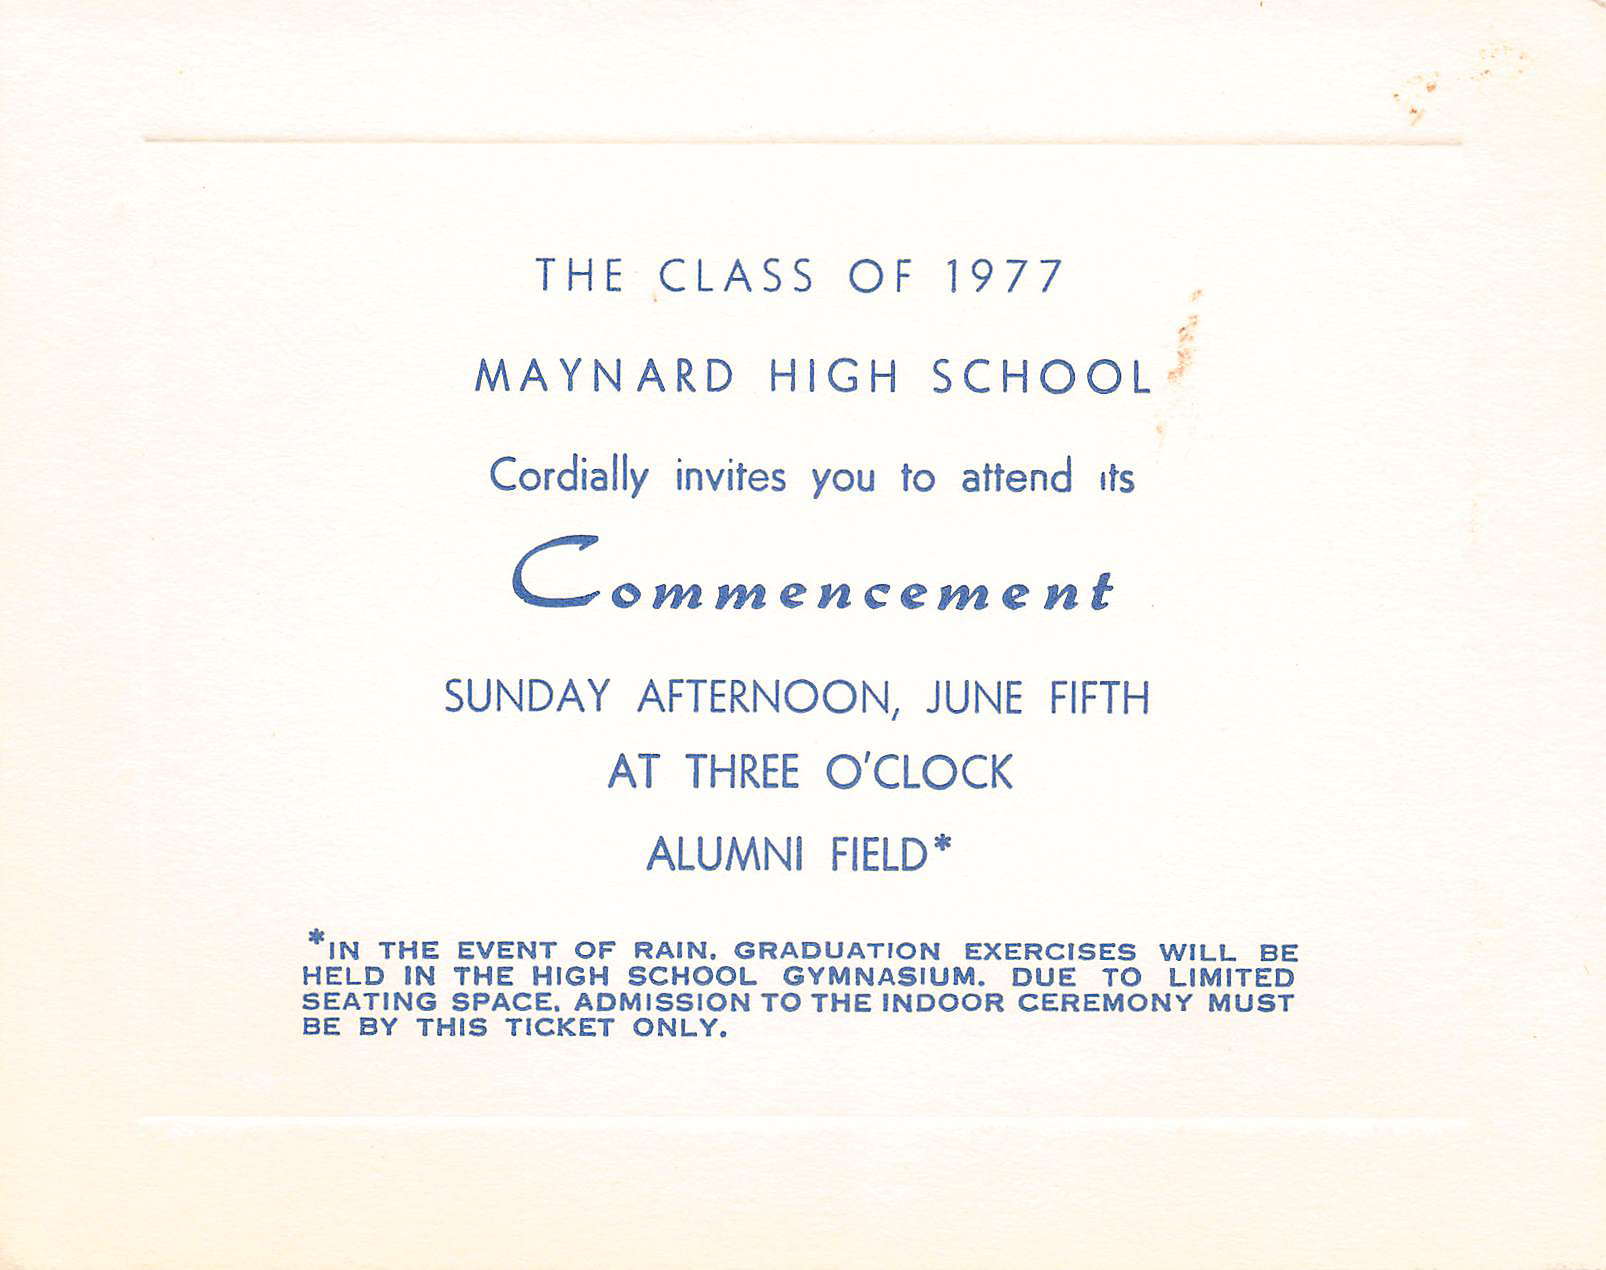 THE CLASS OF 1977
MAYNARD HIGH SCHOOL
Cordially invites you to attend its
Commencement
SUNDAY AFTERNOON, JUNE FIFTH
AT THREE O'CLOCK
ALUMNI FIELD*
*IN THE EVENT OF RAIN. GRADUATION EXERCISES WILL BE
HELD IN THE HIGH SCHOOL GYMNASIUM. DUE TO LIMITED
SEATING SPACE. ADMISSION TO THE INDOOR CEREMONY MUST
BE BY THIS TICKET ONLY.